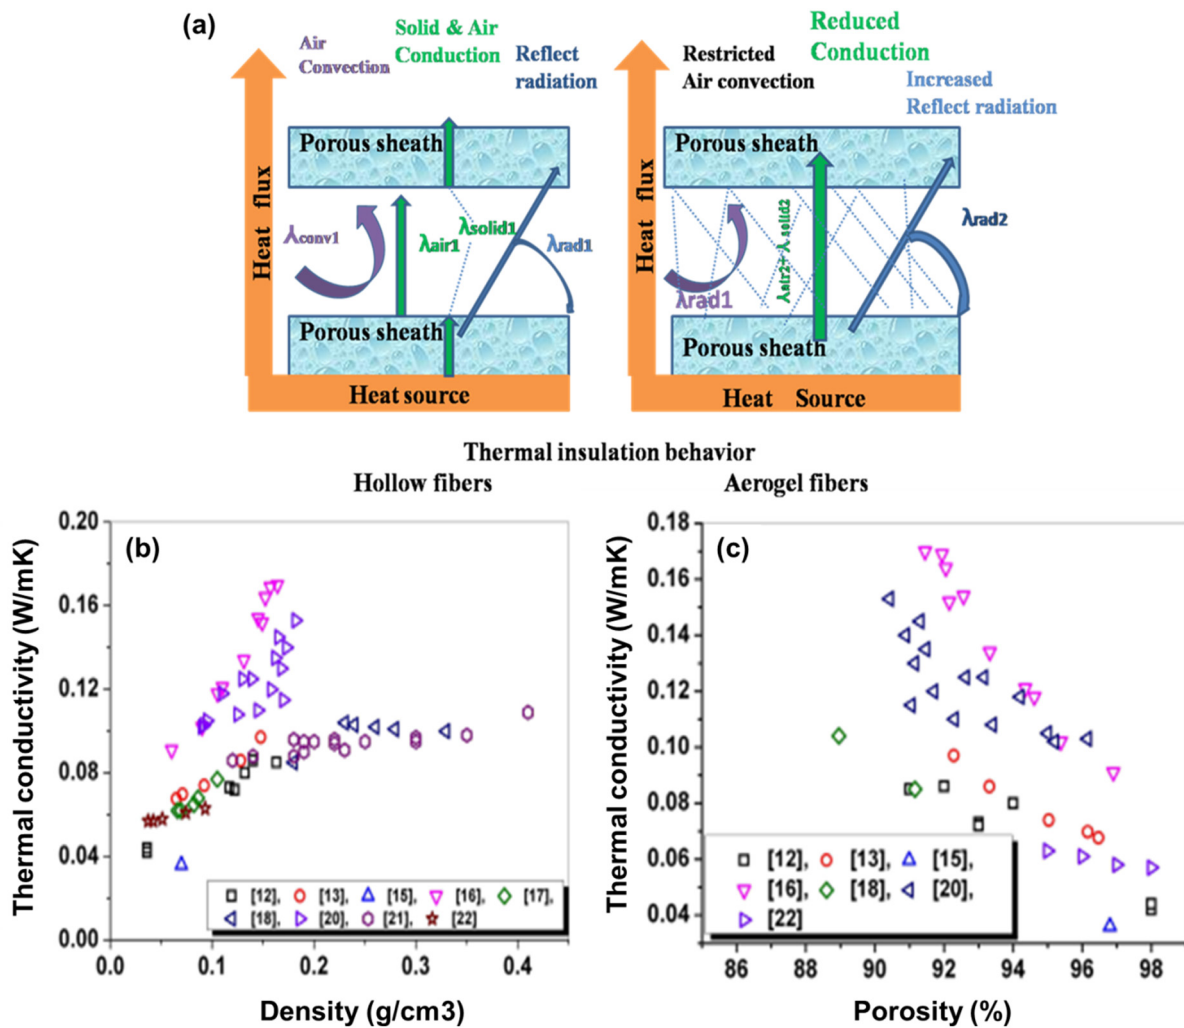 (a)
Air
Convection
Solid & Air
Conduction
Reflect
radiation
Heat flux
Porous sheath
λconv1
λair1
λsolid1
λrad1
Porous sheath
Heat source
Restricted
Air convection
Reduced
Conduction
Increased
Reflect radiation
Heat flux
Porous sheath
λrad1
λair2+ λ solid2
λrad2
Porous sheath
Heat Source
Thermal insulation behavior
Hollow fibers
Aerogel fibers
(b)
Thermal conductivity (W/mK)
0.20
0.16
0.12
0.08
0.04
0.00
[12], [13], [15], [16], [17],
[18], [20], [21], [22]
0.0 0.1 0.2 0.3 0.4
Density (g/cm3)
(c)
Thermal conductivity (W/mK)
0.18
0.16
0.14
0.12
0.10
0.08
0.06
0.04
[12], [13], [15],
[16], [18], [20],
[22]
86 88 90 92 94 96 98
Porosity (%)